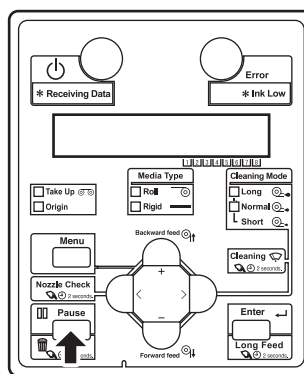 Error
* Receiving Data
* Ink Low
1 2 3 4 5 6 7 8
Media Type
Roll
Rigid
Cleaning Mode
Long
Normal
Short
Take Up
Origin
Menu
Backward feed
+
< >
−
Forward feed
Cleaning
2 seconds.
Nozzle Check
2 seconds.
Pause
onds.
Enter
Long Feed
2 seconds.